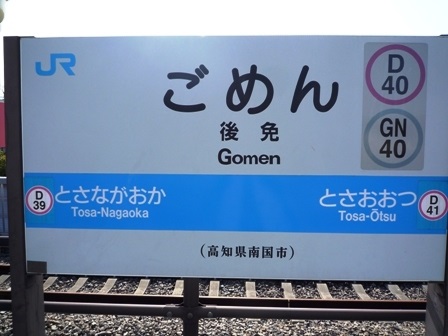 JR
ごめん
後免
Gomen
D
40
GN
40
D
39
とさながおか
Tosa-Nagaoka
とさおおつ
Tosa-Ōtsu
D
41
(高知県南国市)